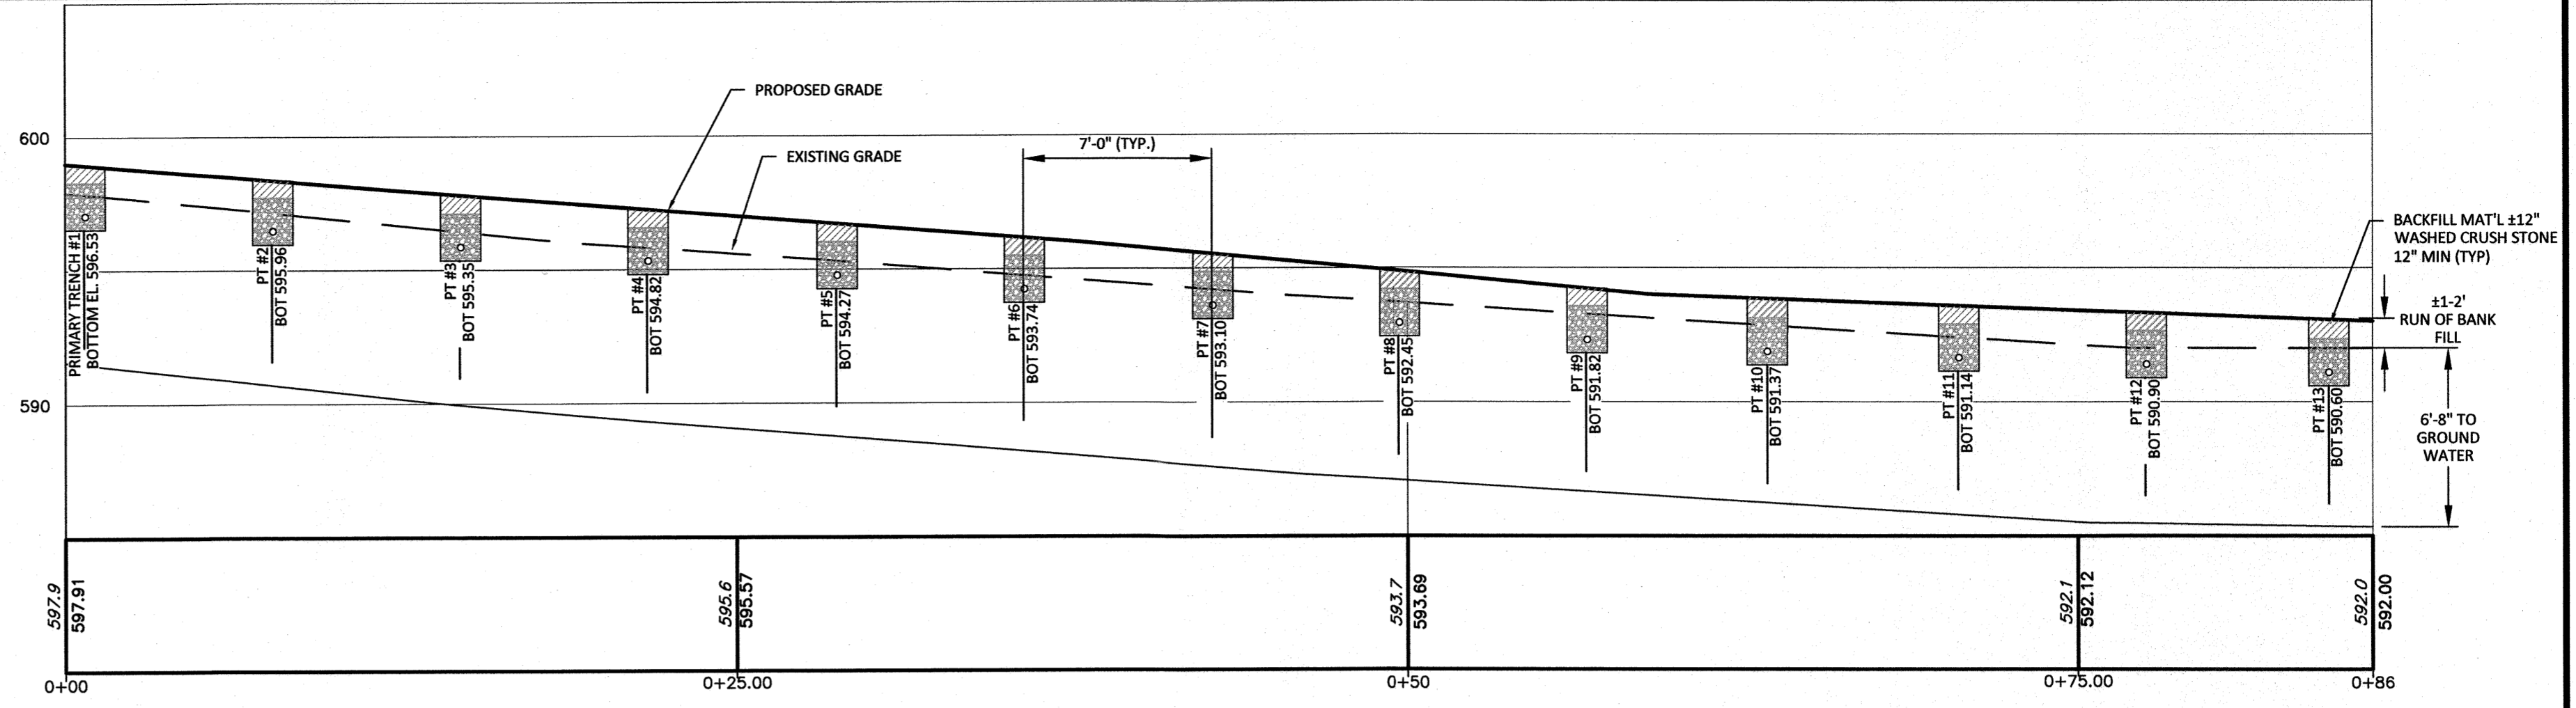 PROPOSED GRADE
600
7'-0" (TYP.)
EXISTING GRADE
BACKFILL MAT'L ±12"
WASHED CRUSH STONE
12" MIN (TYP)
±1-2'
RUN OF BANK
FILL
PRIMARY TRENCH #1
BOTTOM EL. 596.53
PT #2
BOT 595.96
PT #3
BOT 595.35
PT #4
BOT 594.82
PT #5
BOT 594.27
PT #6
BOT 593.74
PT #7
BOT 593.10
PT #8
BOT 592.45
PT #9
BOT 591.82
PT #10
BOT 591.37
PT #11
BOT 591.14
PT #12
BOT 590.90
PT #13
BOT 590.60
590
6'-8" TO
GROUND
WATER
597.9
597.91
595.6
595.57
593.7
593.69
592.1
592.12
592.0
592.00
0+00
0+25.00
0+50
0+75.00
0+86